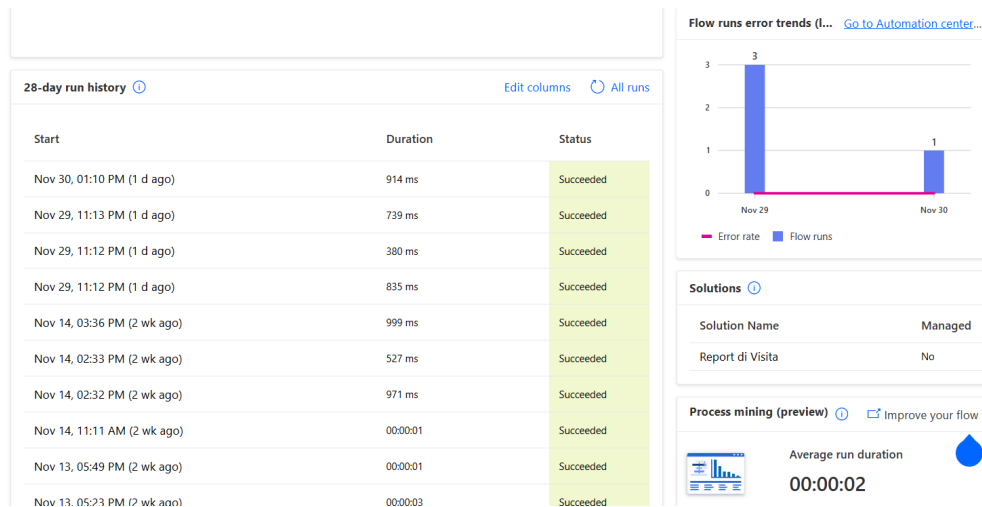 28-day run history
Edit columns
All runs
Start Duration Status
Nov 30, 01:10 PM (1 d ago) 914 ms Succeeded
Nov 29, 11:13 PM (1 d ago) 739 ms Succeeded
Nov 29, 11:12 PM (1 d ago) 380 ms Succeeded
Nov 29, 11:12 PM (1 d ago) 835 ms Succeeded
Nov 14, 03:36 PM (2 wk ago) 999 ms Succeeded
Nov 14, 02:33 PM (2 wk ago) 527 ms Succeeded
Nov 14, 02:32 PM (2 wk ago) 971 ms Succeeded
Nov 14, 11:11 AM (2 wk ago) 00:00:01 Succeeded
Nov 13, 05:49 PM (2 wk ago) 00:00:01 Succeeded
Nov 13, 05:23 PM (2 wk ago) 00:00:03 Succeeded
Flow runs error trends (l... Go to Automation center...
3
3
2
1
1
0
Nov 29 Nov 30
Error rate Flow runs
Solutions
Solution Name Managed
Report di Visita No
Process mining (preview) Improve your flow
Average run duration
00:00:02